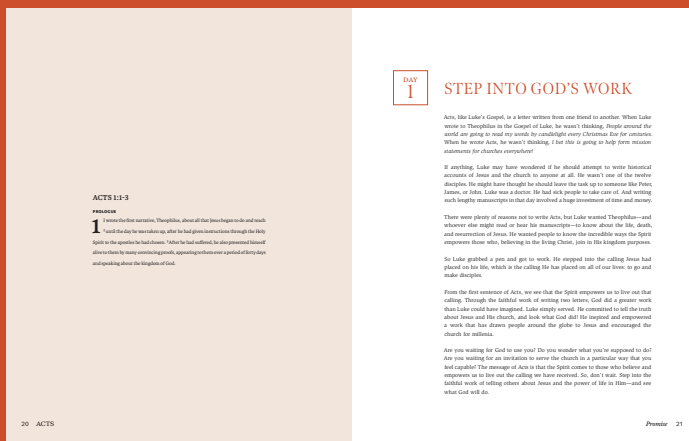 ACTS 1:1-3
PROLOGUE
1 I wrote the first narrative, Theophilus, about all that Jesus began to do and teach
²until the day he was taken up, after he had given instructions through the Holy
Spirit to the apostles he had chosen. ³After he had suffered, he also presented himself
alive to them by many convincing proofs, appearing to them over a period of forty days
and speaking about the kingdom of God.
20 ACTS
DAY
1
STEP INTO GOD'S WORK
Acts, like Luke's Gospel, is a letter written from one friend to another. When Luke
wrote to Theophilus in the Gospel of Luke, he wasn't thinking, People around the
world are going to read my words by candlelight every Christmas Eve for centuries.
When he wrote Acts, he wasn't thinking, I bet this is going to help form mission
statements for churches everywhere!
If anything, Luke may have wondered if he should attempt to write historical
accounts of Jesus and the church to anyone at all. He wasn't one of the twelve
disciples. He might have thought he should leave the task up to someone like Peter,
James, or John. Luke was a doctor. He had sick people to take care of. And writing
such lengthy manuscripts in that day involved a huge investment of time and money.
There were plenty of reasons not to write Acts, but Luke wanted Theophilus—and
whoever else might read or hear his manuscripts—to know about the life, death,
and resurrection of Jesus. He wanted people to know the incredible ways the Spirit
empowers those who, believing in the living Christ, join in His kingdom purposes.
So Luke grabbed a pen and got to work. He stepped into the calling Jesus had
placed on his life, which is the calling He has placed on all of our lives: to go and
make disciples.
From the first sentence of Acts, we see that the Spirit empowers us to live out that
calling. Through the faithful work of writing two letters, God did a greater work
than Luke could have imagined. Luke simply served. He committed to tell the truth
about Jesus and His church, and look what God did! He inspired and empowered
a work that has drawn people around the globe to Jesus and encouraged the
church for millenia.
Are you waiting for God to use you? Do you wonder what you're supposed to do?
Are you waiting for an invitation to serve the church in a particular way that you
feel capable? The message of Acts is that the Spirit comes to those who believe and
empowers us to live out the calling we have received. So, don't wait. Step into the
faithful work of telling others about Jesus and the power of life in Him—and see
what God will do.
Promise 21